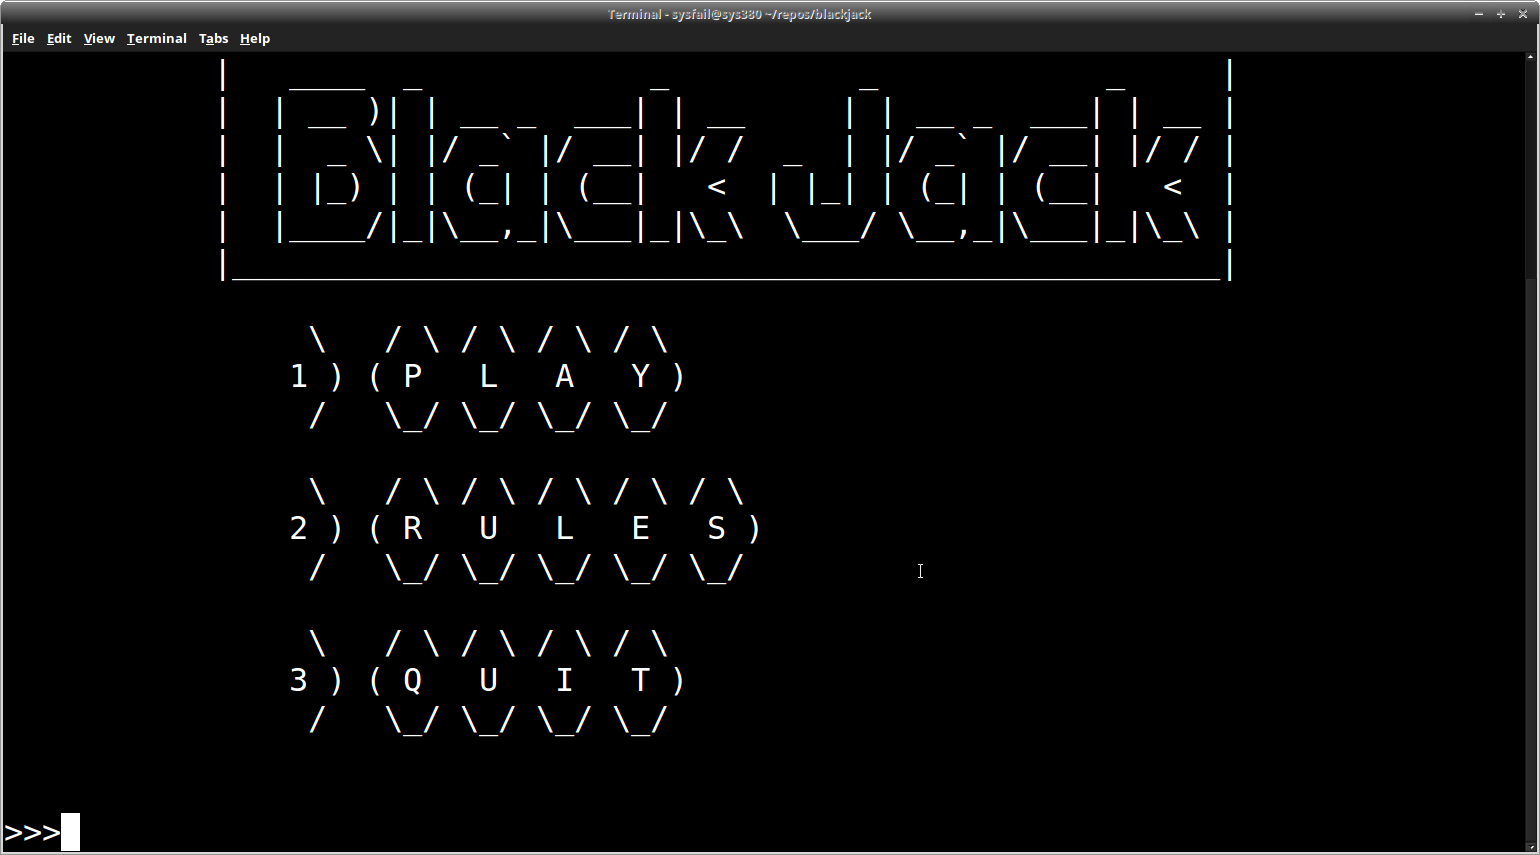 Terminal - sysfail@sys380 ~/repos/blackjack
File Edit View Terminal Tabs Help
Black Jack
1 ) ( P L A Y )
2 ) ( R U L E S )
3 ) ( Q U I T )
>>>